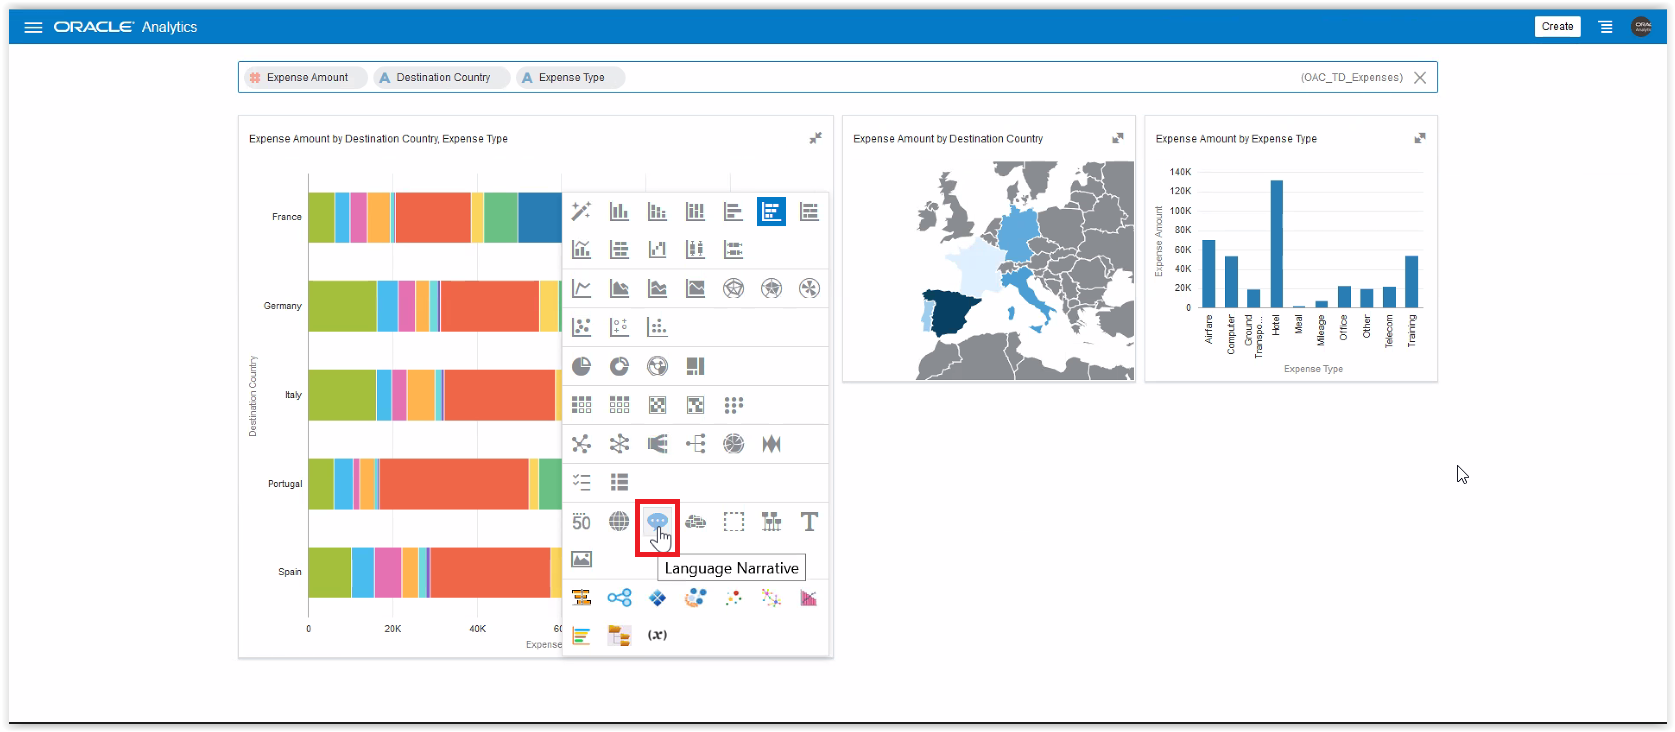 ORACLE Analytics
Create
Expense Amount
A Destination Country
A Expense Type
(OAC_TD_Expenses)
Expense Amount by Destination Country, Expense Type
Destination Country
France
Germany
Italy
Portugal
Spain
0
20K
40K
Expense
50
T
Language Narrative
(x)
Expense Amount by Destination Country
Expense Amount by Expense Type
Expense Amount
140K
120K
100K
80K
60K
40K
20K
0
Airfare
Computer
Ground
Transpo...
Hotel
Meal
Mileage
Office
Other
Telecom
Training
Expense Type